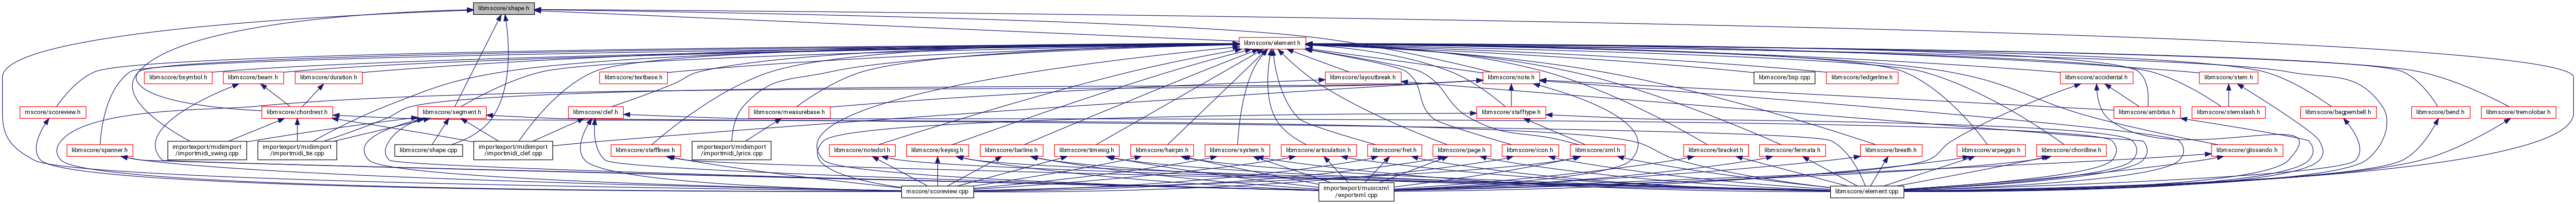 libmscore/shape.h
libmscore/element.h
libmscore/bsymbol.h
libmscore/beam.h
libmscore/duration.h
libmscore/textbase.h
libmscore/layoutbreak.h
libmscore/note.h
libmscore/bsp.cpp
libmscore/ledgerline.h
libmscore/accidental.h
libmscore/stem.h
mscore/scoreview.h
libmscore/chordrest.h
libmscore/segment.h
libmscore/clef.h
libmscore/measurebase.h
libmscore/stafftype.h
libmscore/ambitus.h
libmscore/stemslash.h
libmscore/bagpembell.h
libmscore/bend.h
libmscore/tremolobar.h
libmscore/spanner.h
importexport/midiimport
/importmidi_swing.cpp
importexport/midiimport
/importmidi_tie.cpp
libmscore/shape.cpp
importexport/midiimport
/importmidi_clef.cpp
libmscore/stafflines.h
importexport/midiimport
/importmidi_lyrics.cpp
libmscore/notedot.h
libmscore/keysig.h
libmscore/barline.h
libmscore/timesig.h
libmscore/hairpin.h
libmscore/system.h
libmscore/articulation.h
libmscore/fret.h
libmscore/page.h
libmscore/icon.h
libmscore/xml.h
libmscore/bracket.h
libmscore/fermata.h
libmscore/breath.h
libmscore/arpeggio.h
libmscore/chordline.h
libmscore/glissando.h
mscore/scoreview.cpp
importexport/musicxml
/exportxml.cpp
libmscore/element.cpp